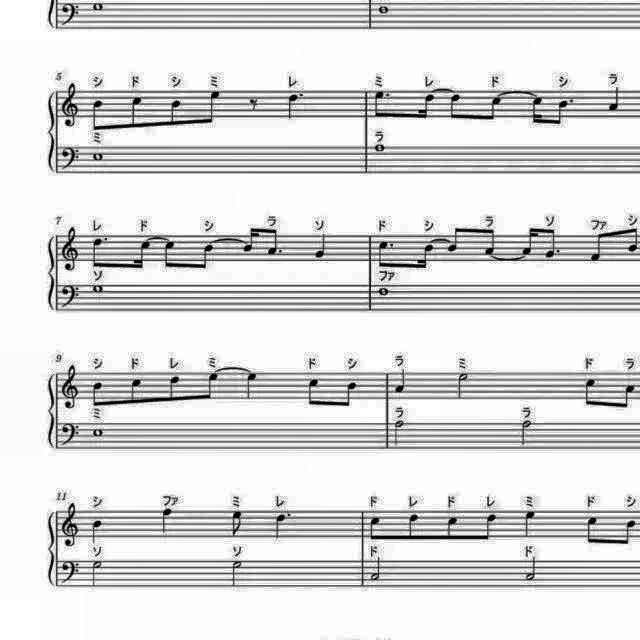 5
シ ド シ ミ レ ミ レ ド シ ラ
ミ ラ
7
レ ド シ ラ ソ ド シ ラ ソ ファ シ
ソ ファ
9
シ ド レ ミ ド シ ラ ミ ド ラ
ミ ラ ラ
11
シ ファ ミ レ ド レ ド レ ミ ド シ
ソ ソ ド ド